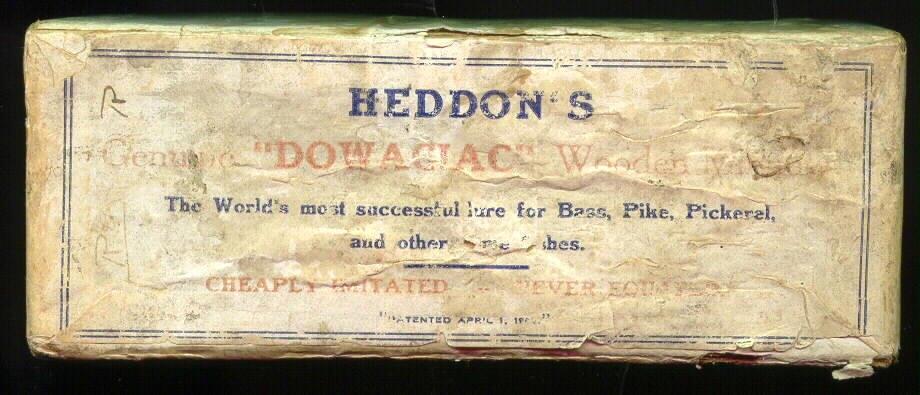 HEDDON'S
Genuine "DOWAGIAC" Wooden
The World's most successful lure for Bass, Pike, Pickerel,
and other
CHEAPLY IMITATED -- NEVER
"PATENTED APRIL 1,